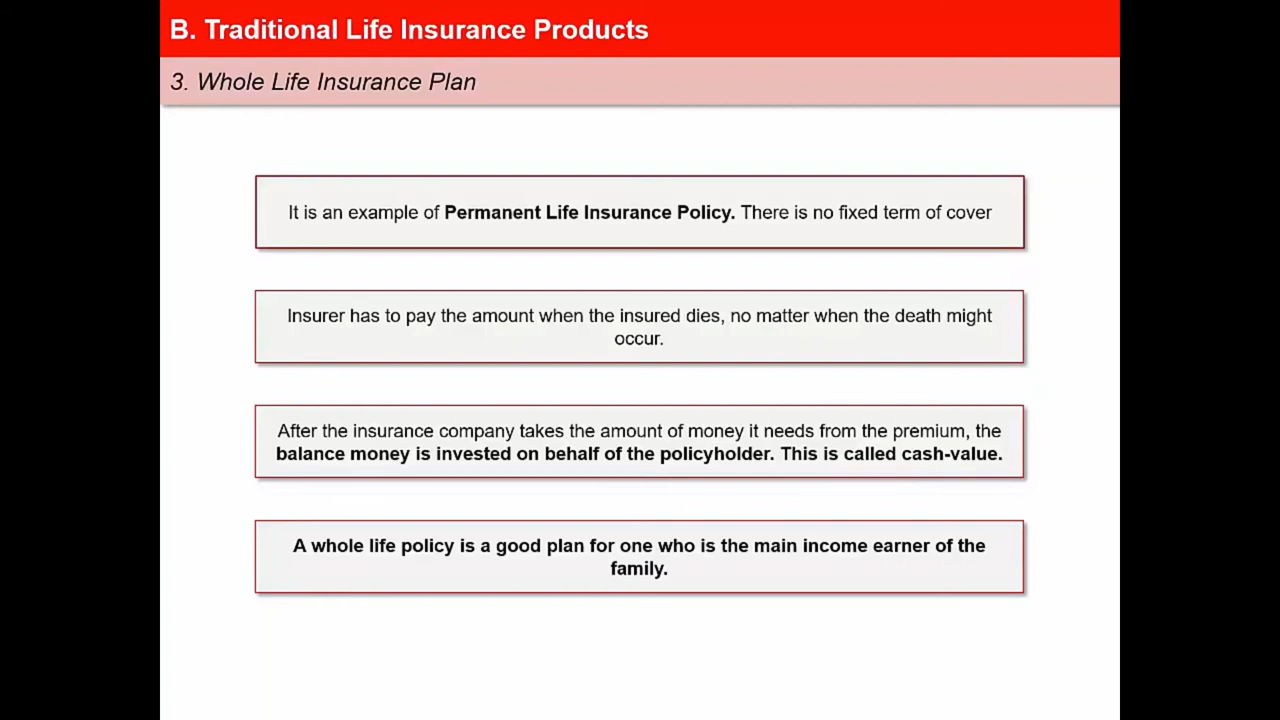 B. Traditional Life Insurance Products
3. Whole Life Insurance Plan
It is an example of Permanent Life Insurance Policy. There is no fixed term of cover
Insurer has to pay the amount when the insured dies, no matter when the death might
occur.
After the insurance company takes the amount of money it needs from the premium, the
balance money is invested on behalf of the policyholder. This is called cash-value.
A whole life policy is a good plan for one who is the main income earner of the
family.